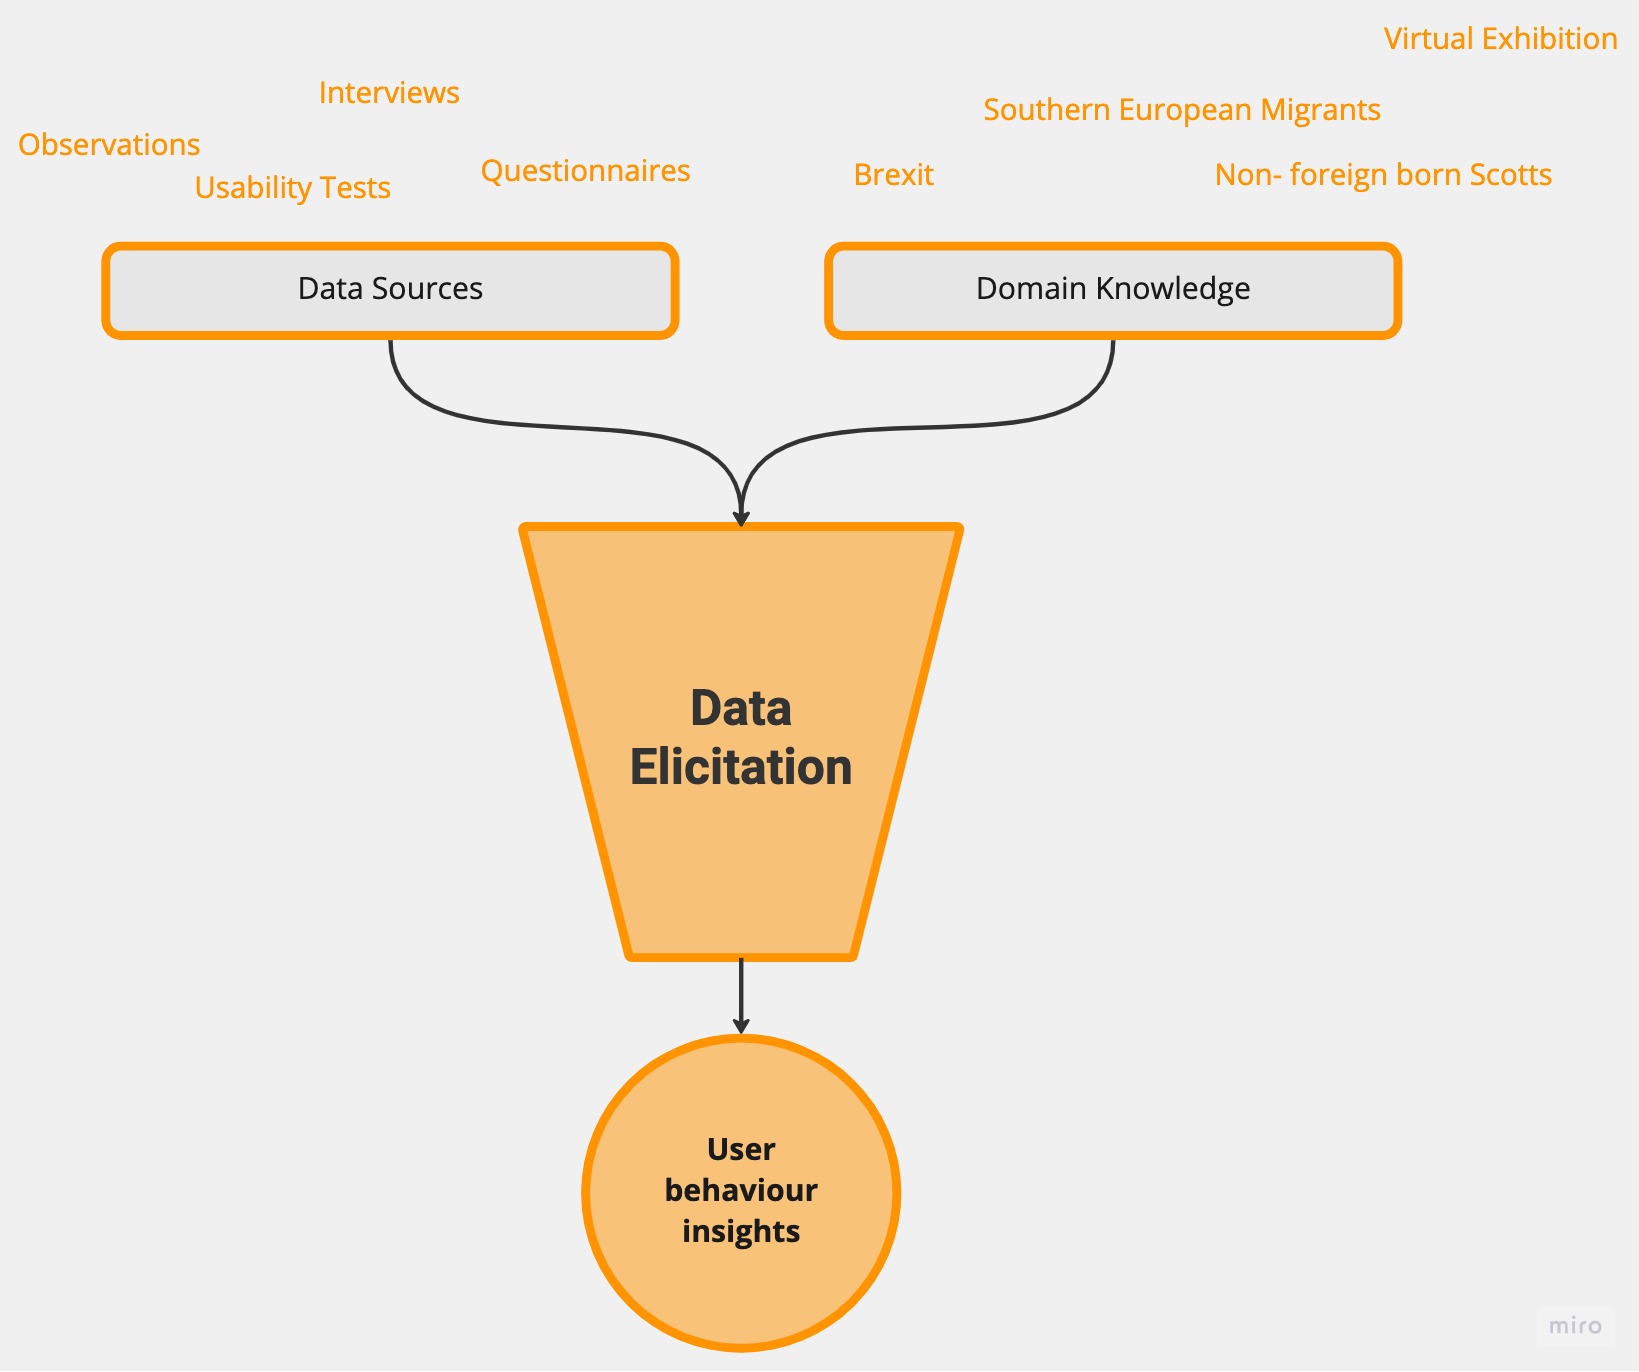 Virtual Exhibition
Interviews
Southern European Migrants
Observations
Usability Tests
Questionnaires
Brexit
Non- foreign born Scotts
Data Sources
Domain Knowledge
Data
Elicitation
User
behaviour
insights
miro